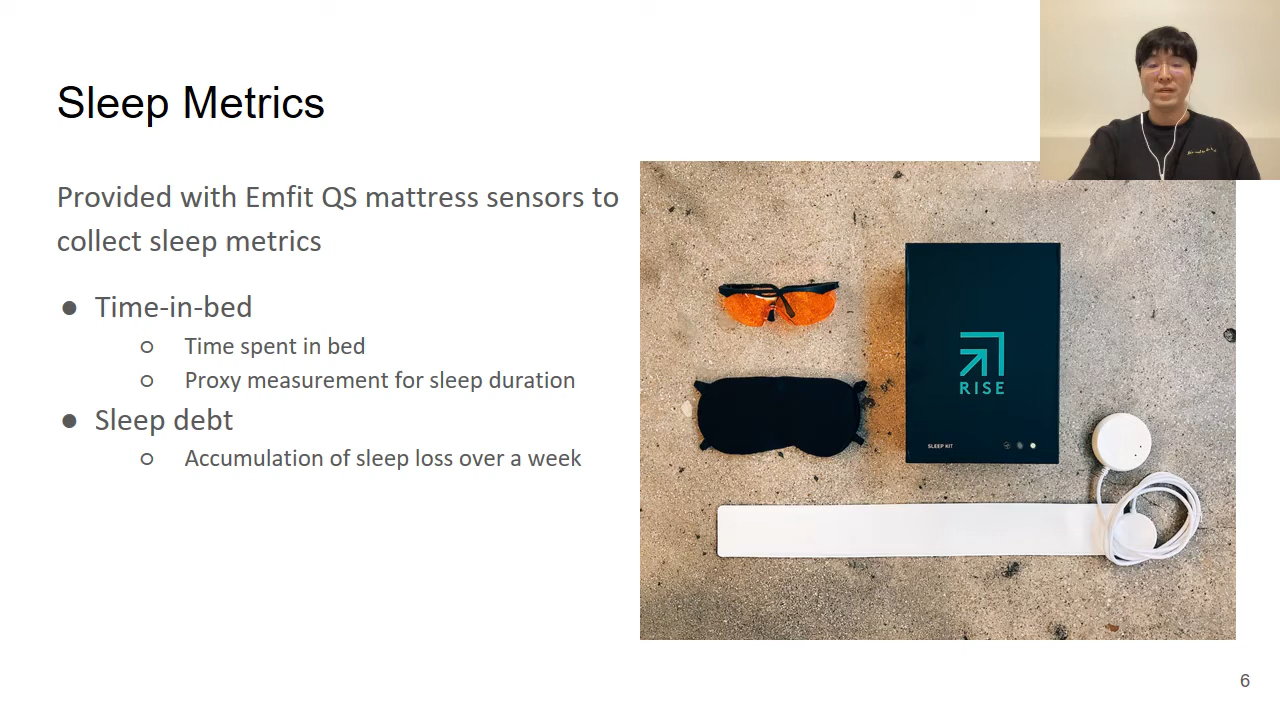 Sleep Metrics
Provided with Emfit QS mattress sensors to
collect sleep metrics
● Time-in-bed
○ Time spent in bed
○ Proxy measurement for sleep duration
● Sleep debt
○ Accumulation of sleep loss over a week
RISE
SLEEP KIT
6